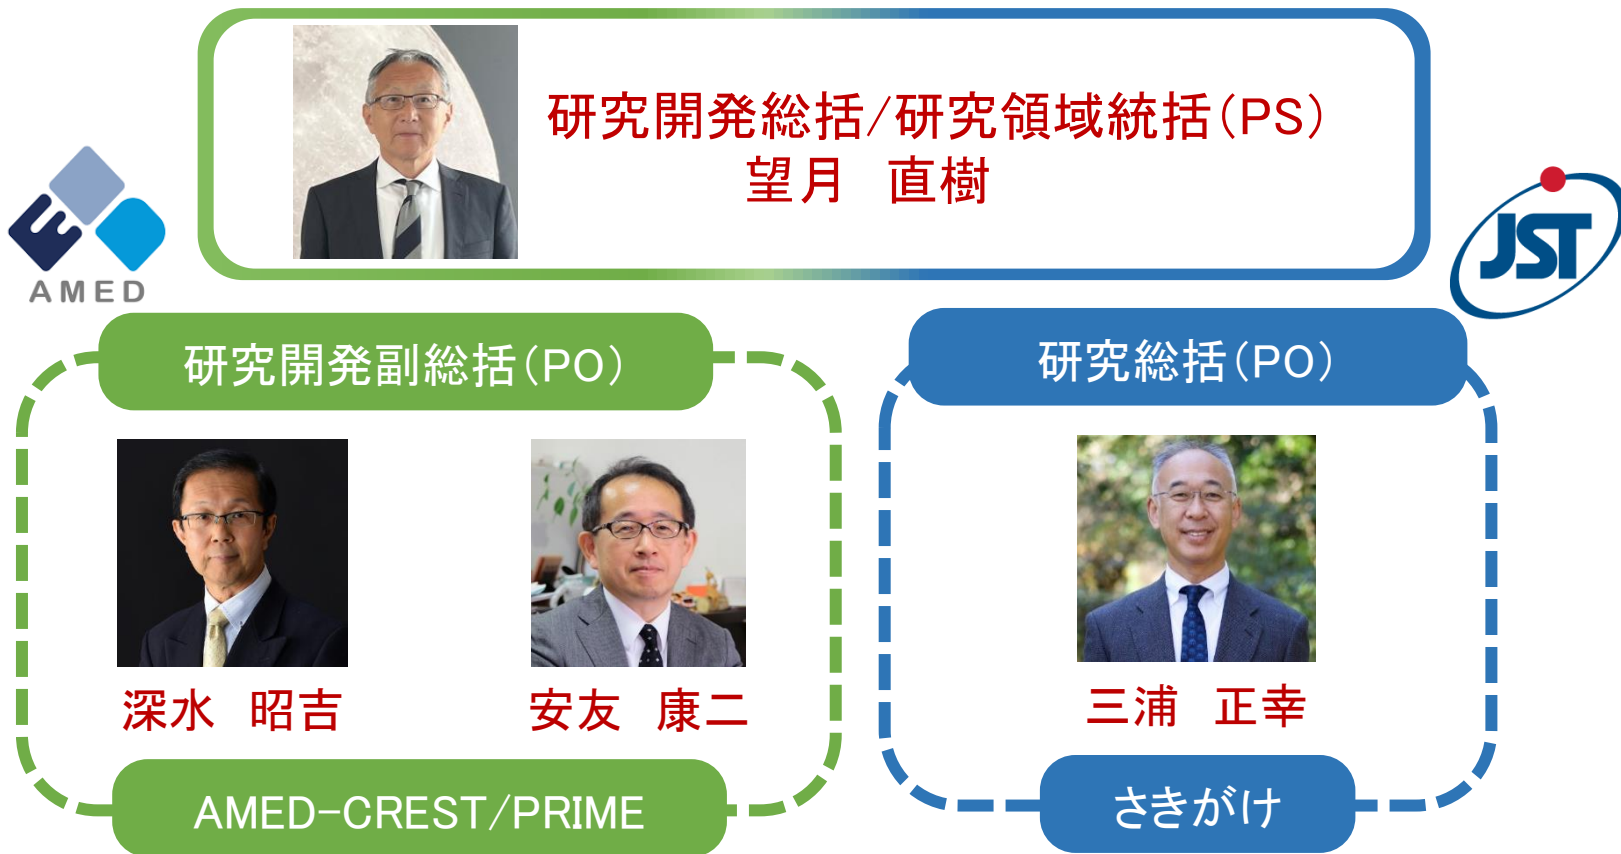 研究開発総括/研究領域統括(PS)
望月　直樹
AMED
JST
研究開発副総括(PO)
研究総括(PO)
深水　昭吉
安友　康二
三浦　正幸
AMED-CREST/PRIME
さきがけ